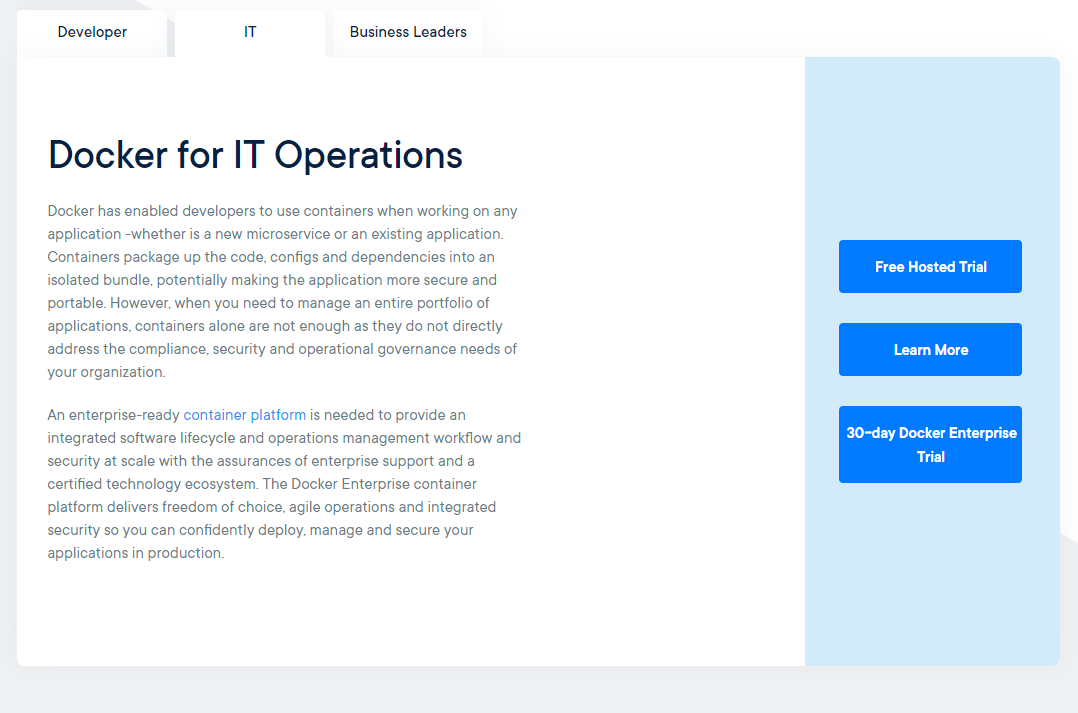 Developer
IT
Business Leaders
Docker for IT Operations
Docker has enabled developers to use containers when working on any
application -whether is a new microservice or an existing application.
Containers package up the code, configs and dependencies into an
isolated bundle, potentially making the application more secure and
portable. However, when you need to manage an entire portfolio of
applications, containers alone are not enough as they do not directly
address the compliance, security and operational governance needs of
your organization.
An enterprise-ready container platform is needed to provide an
integrated software lifecycle and operations management workflow and
security at scale with the assurances of enterprise support and a
certified technology ecosystem. The Docker Enterprise container
platform delivers freedom of choice, agile operations and integrated
security so you can confidently deploy, manage and secure your
applications in production.
Free Hosted Trial
Learn More
30-day Docker Enterprise
Trial